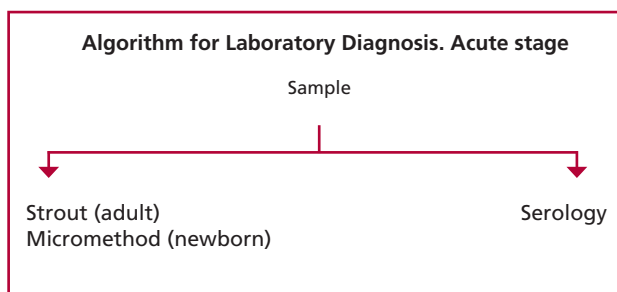 Algorithm for Laboratory Diagnosis. Acute stage
Sample
Strout (adult)
Micromethod (newborn)
Serology